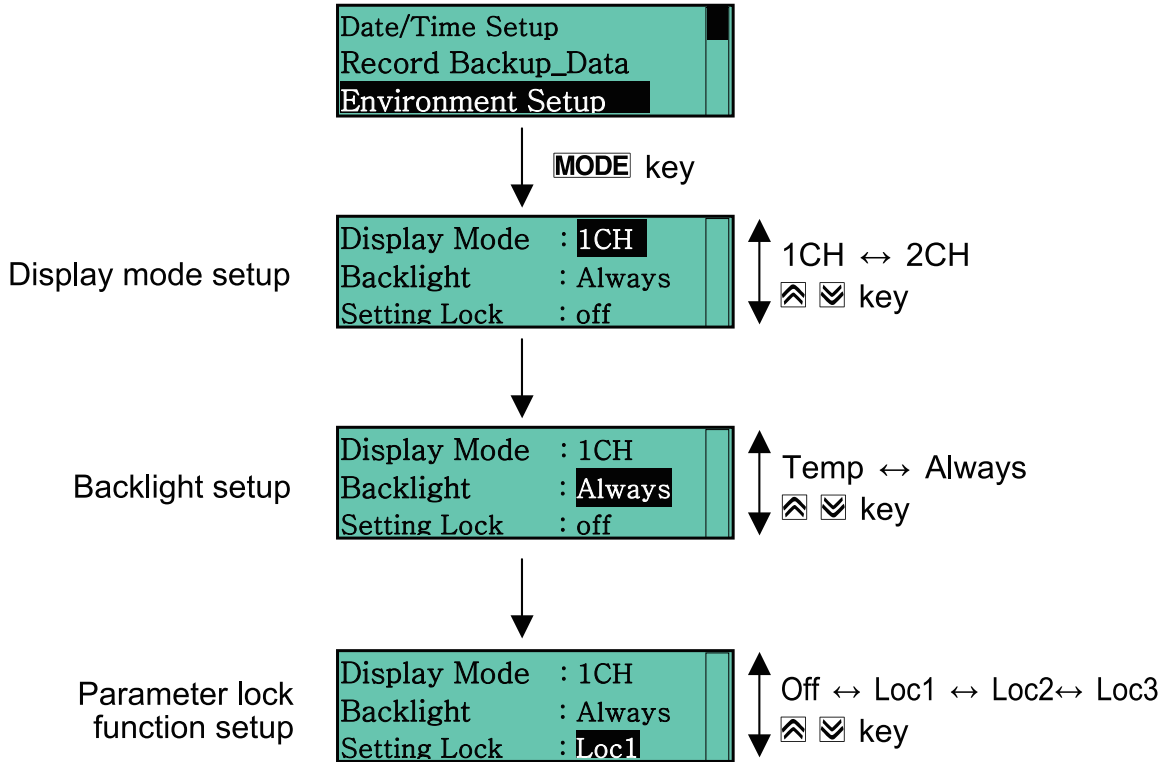 Date/Time Setup
Record Backup_Data
Environment Setup
MODE key
Display mode setup
Display Mode : 1CH
Backlight : Always
Setting Lock : off
1CH ↔ 2CH
key
Backlight setup
Display Mode : 1CH
Backlight : Always
Setting Lock : off
Temp ↔ Always
key
Parameter lock
function setup
Display Mode : 1CH
Backlight : Always
Setting Lock : Loc1
Off ↔ Loc1 ↔ Loc2↔ Loc3
key